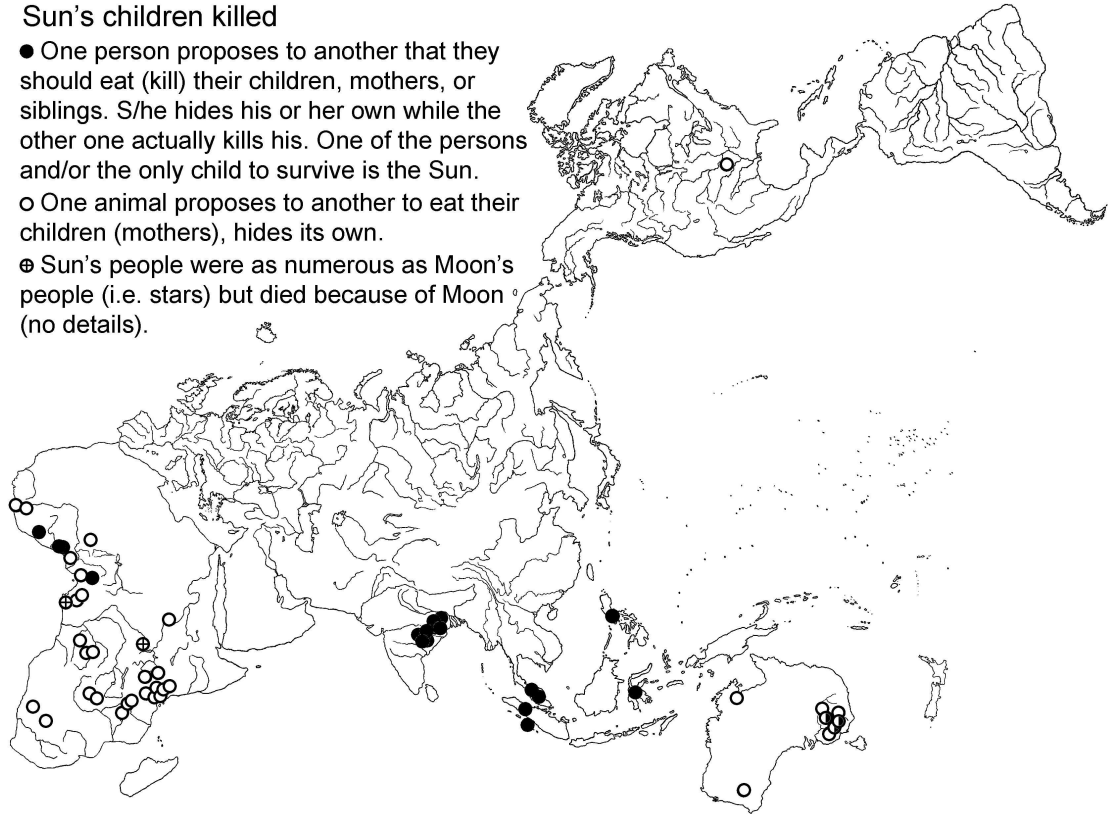 Sun's children killed
● One person proposes to another that they
should eat (kill) their children, mothers, or
siblings. S/he hides his or her own while the
other one actually kills his. One of the persons
and/or the only child to survive is the Sun.
○ One animal proposes to another to eat their
children (mothers), hides its own.
⊕ Sun's people were as numerous as Moon's
people (i.e. stars) but died because of Moon
(no details).